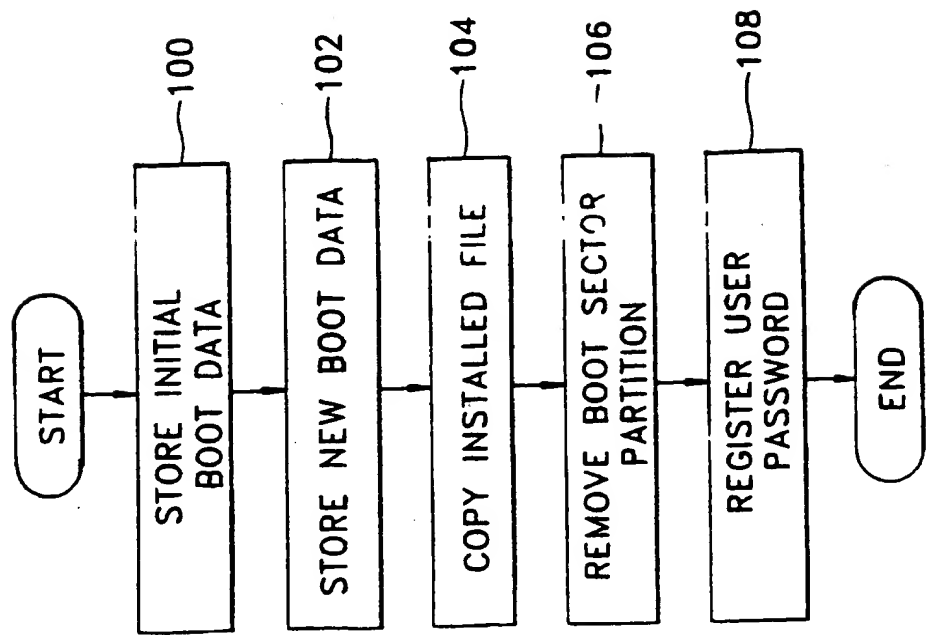 START
STORE INITIAL
BOOT DATA
100
STORE NEW BOOT DATA
102
COPY INSTALLED FILE
104
REMOVE BOOT SECTOR
PARTITION
106
REGISTER USER
PASSWORD
108
END